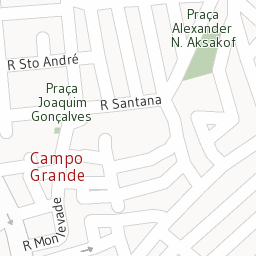 Praça
Alexander
N. Aksakof
R Sto André
Praça
Joaquim
Gonçalves
R Santana
Campo
Grande
R Mon
levade